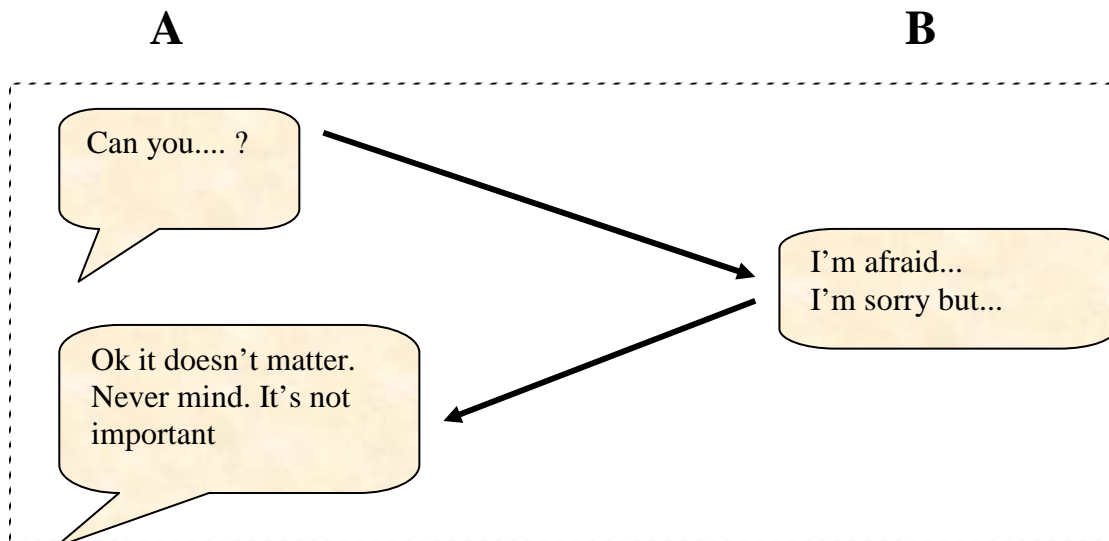 A
B
Can you.... ?
I’m afraid...
I’m sorry but...
Ok it doesn’t matter.
Never mind. It’s not
important